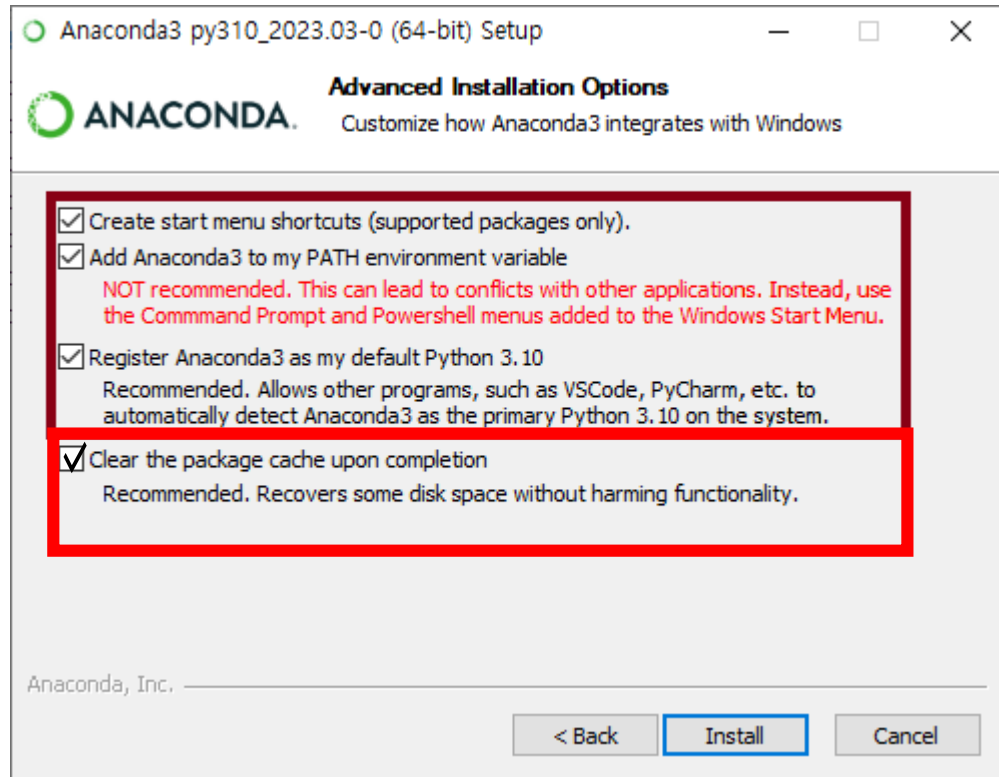 Anaconda3 py310_2023.03-0 (64-bit) Setup
ANACONDA.
Advanced Installation Options
Customize how Anaconda3 integrates with Windows
Create start menu shortcuts (supported packages only).
Add Anaconda3 to my PATH environment variable
NOT recommended. This can lead to conflicts with other applications. Instead, use
the Commmand Prompt and Powershell menus added to the Windows Start Menu.
Register Anaconda3 as my default Python 3.10
Recommended. Allows other programs, such as VSCode, PyCharm, etc. to
automatically detect Anaconda3 as the primary Python 3.10 on the system.
Clear the package cache upon completion
Recommended. Recovers some disk space without harming functionality.
Anaconda, Inc.
< Back
Install
Cancel